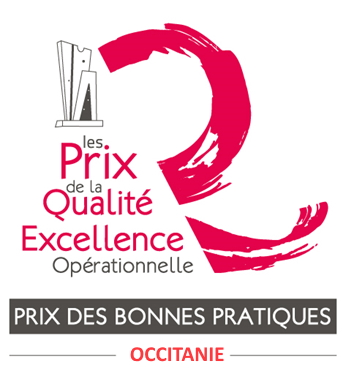 les
Prix
de la
Qualité
Excellence
Opérationnelle
PRIX DES BONNES PRATIQUES
OCCITANIE